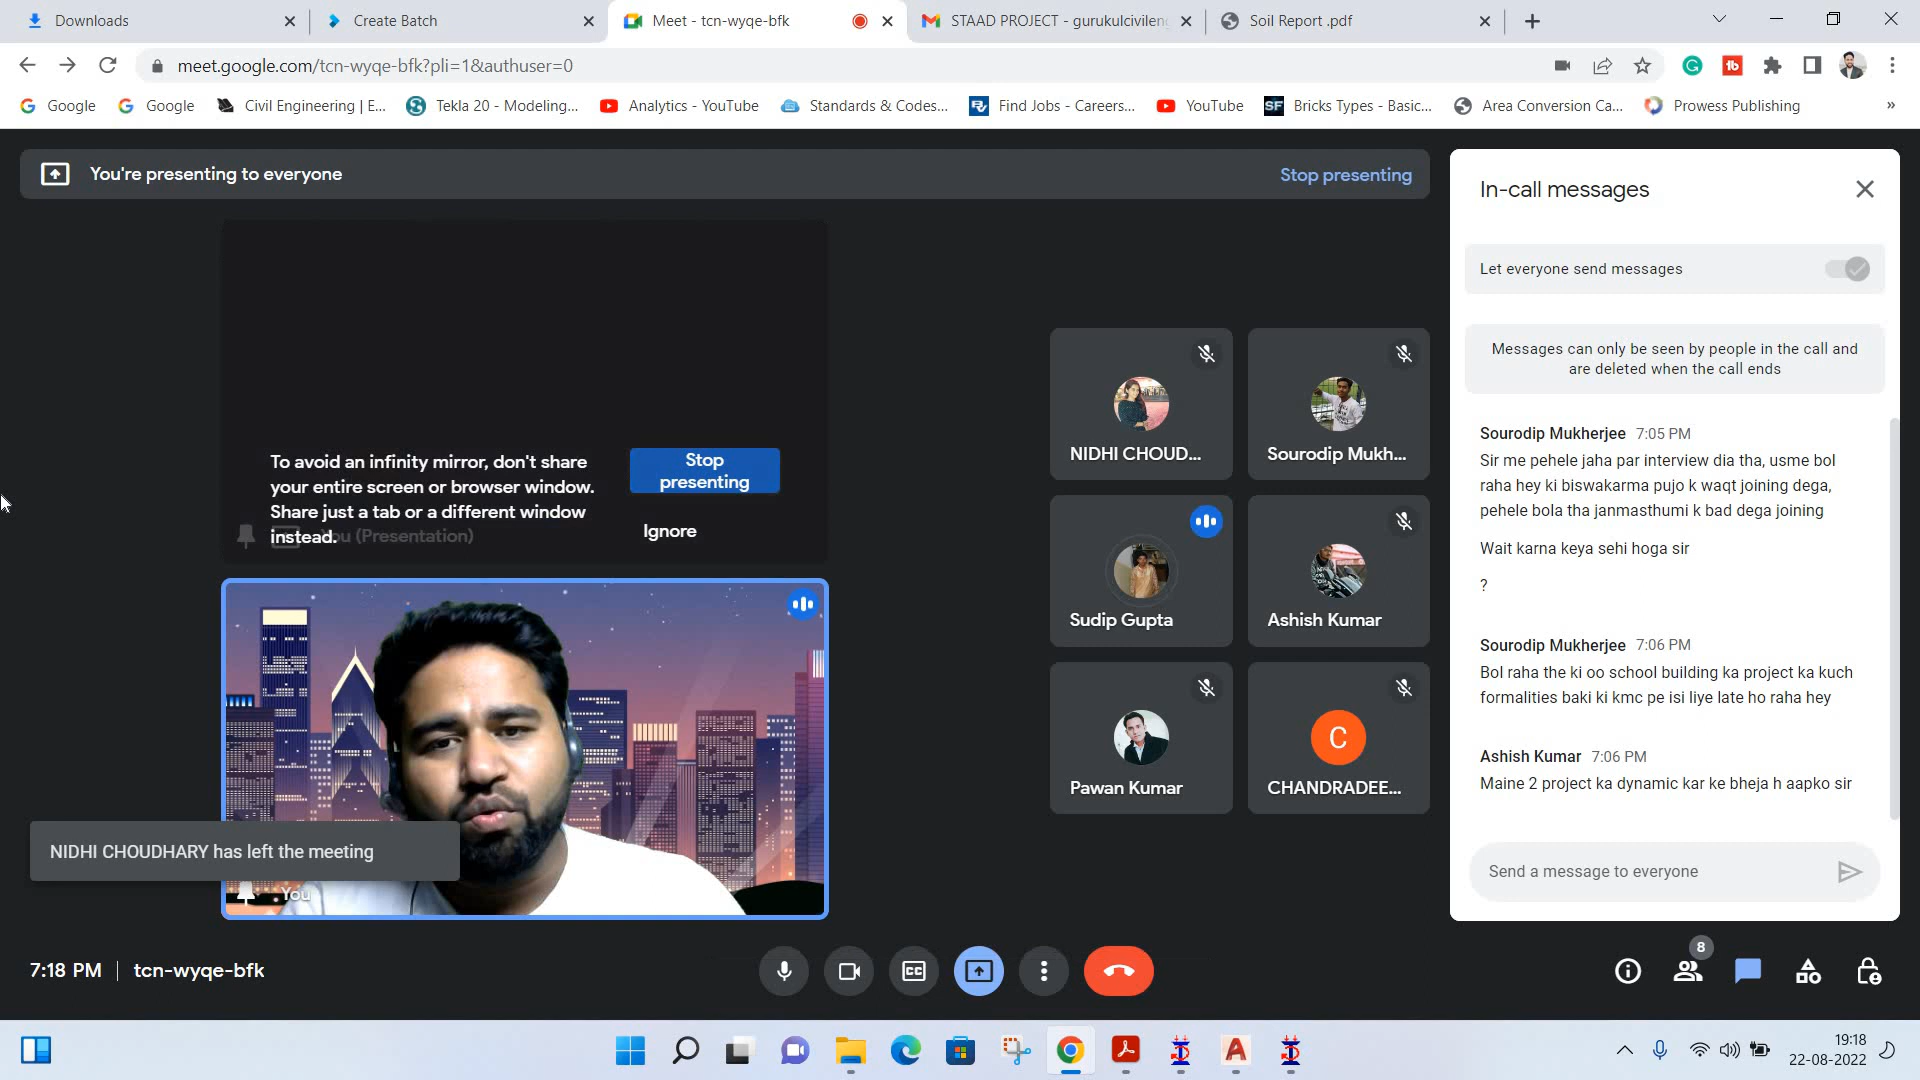 Downloads
Create Batch
Meet - tcn-wyqe-bfk
STAAD PROJECT - gurukulcivilen
Soil Report .pdf
meet.google.com/tcn-wyqe-bfk?pli=1&authuser=0
Google
Google
Civil Engineering | E...
Tekla 20 - Modeling...
Analytics - YouTube
Standards & Codes...
Find Jobs - Careers...
YouTube
SF
Bricks Types - Basic...
Area Conversion Ca...
Prowess Publishing
»
You're presenting to everyone
Stop presenting
To avoid an infinity mirror, don't share
your entire screen or browser window.
Share just a tab or a different window
instead.
Stop
presenting
Ignore
You (Presentation)
NIDHI CHOUD...
Sourodip Mukh...
Sudip Gupta
Ashish Kumar
Pawan Kumar
C
CHANDRADEE...
NIDHI CHOUDHARY has left the meeting
You
In-call messages
Let everyone send messages
Messages can only be seen by people in the call and
are deleted when the call ends
Sourodip Mukherjee 7:05 PM
Sir me pehele jaha par interview dia tha, usme bol
raha hey ki biswakarma pujo k waqt joining dega,
pehele bola tha janmasthumi k bad dega joining
Wait karna keya sehi hoga sir
?
Sourodip Mukherjee 7:06 PM
Bol raha the ki oo school building ka project ka kuch
formalities baki ki kmc pe isi liye late ho raha hey
Ashish Kumar 7:06 PM
Maine 2 project ka dynamic kar ke bheja h aapko sir
Send a message to everyone
7:18 PM | tcn-wyqe-bfk
CC
8
19:18
22-08-2022